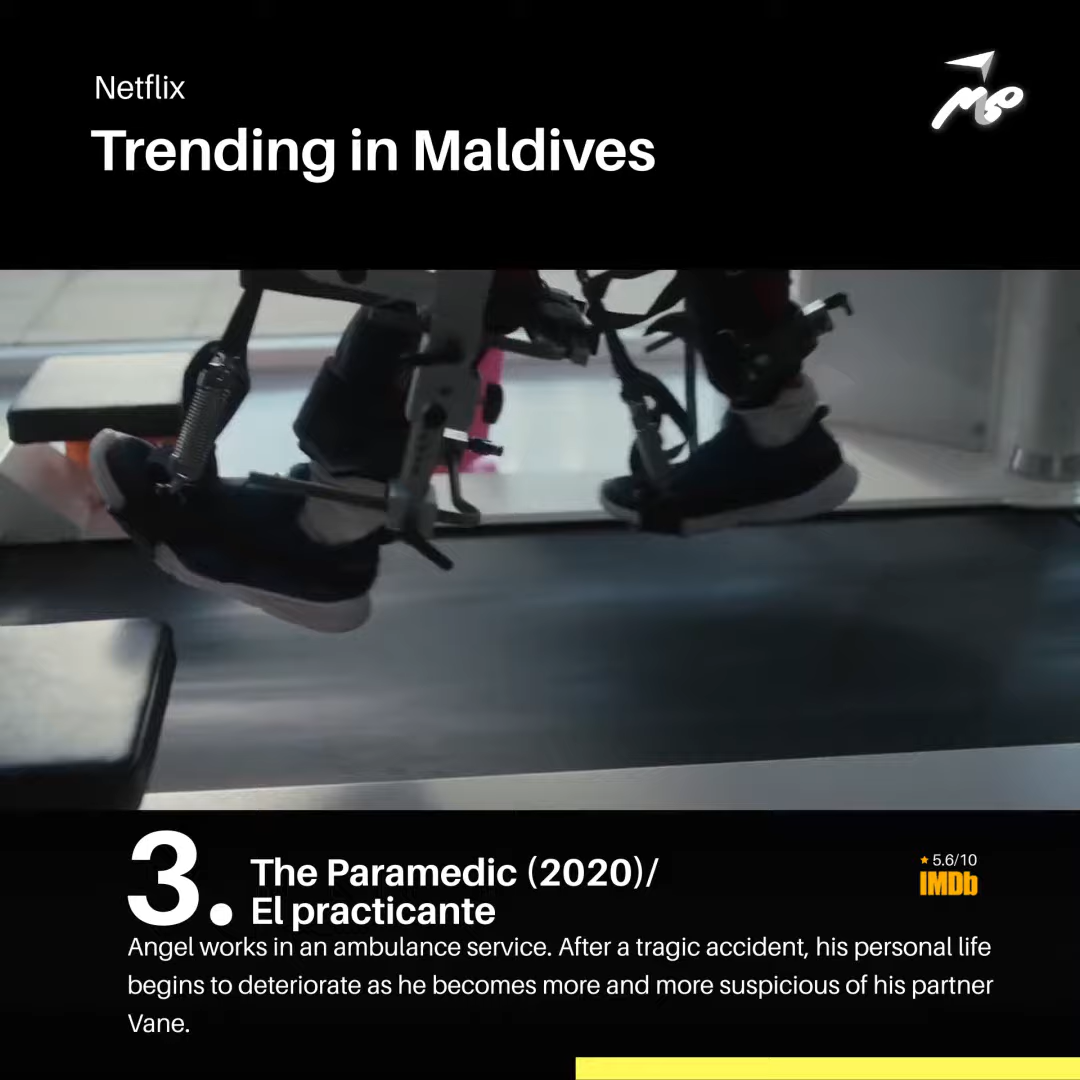 Netflix
Trending in Maldives
3.
The Paramedic (2020)/
El practicante
★ 5.6/10
IMDb
Angel works in an ambulance service. After a tragic accident, his personal life
begins to deteriorate as he becomes more and more suspicious of his partner
Vane.